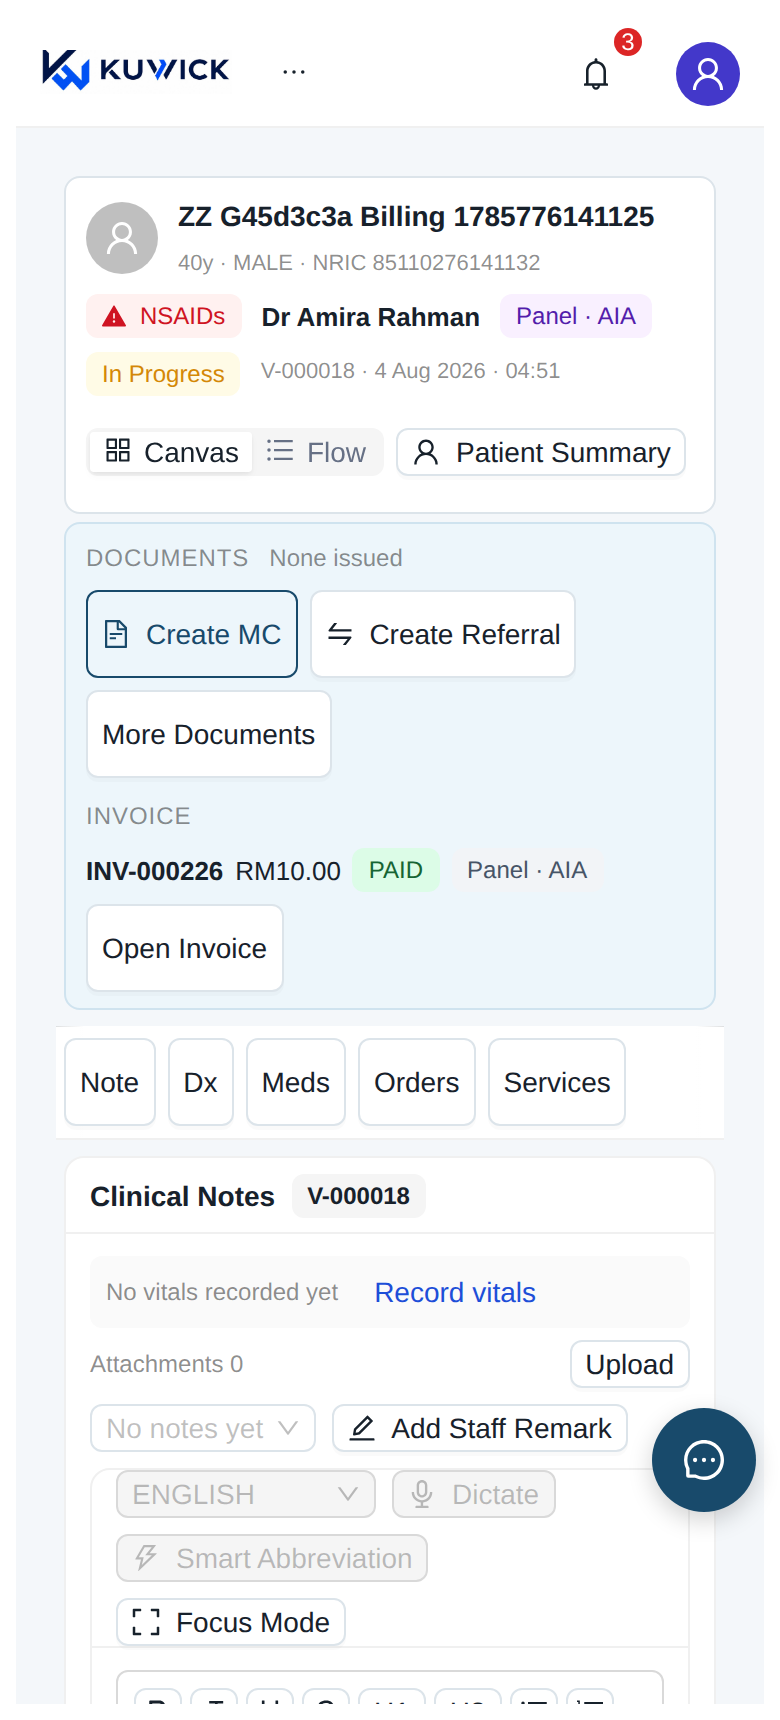 KUWICK ··· 3
ZZ G45d3c3a Billing 1785776141125
40y · MALE · NRIC 85110276141132
NSAIDs Dr Amira Rahman Panel · AIA
In Progress V-000018 · 4 Aug 2026 · 04:51
Canvas Flow Patient Summary
DOCUMENTS None issued
Create MC Create Referral
More Documents
INVOICE
INV-000226 RM10.00 PAID Panel · AIA
Open Invoice
Note Dx Meds Orders Services
Clinical Notes V-000018
No vitals recorded yet Record vitals
Attachments 0 Upload
No notes yet Add Staff Remark
ENGLISH Dictate
Smart Abbreviation
Focus Mode